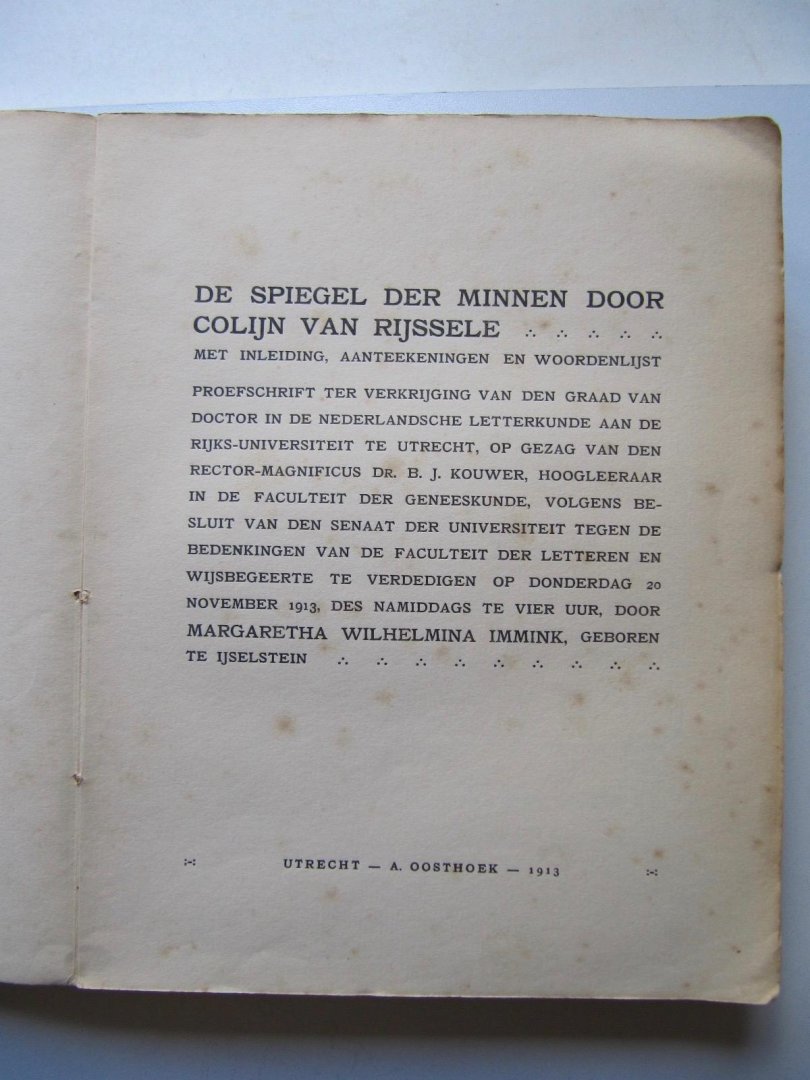 DE SPIEGEL DER MINNEN DOOR
COLIJN VAN RIJSSELE
MET INLEIDING, AANTEEKENINGEN EN WOORDENLIJST
PROEFSCHRIFT TER VERKRIJGING VAN DEN GRAAD VAN
DOCTOR IN DE NEDERLANDSCHE LETTERKUNDE AAN DE
RIJKS-UNIVERSITEIT TE UTRECHT, OP GEZAG VAN DEN
RECTOR-MAGNIFICUS DR. B. J. KOUWER, HOOGLEERAAR
IN DE FACULTEIT DER GENEESKUNDE, VOLGENS BE-
SLUIT VAN DEN SENAAT DER UNIVERSITEIT TEGEN DE
BEDENKINGEN VAN DE FACULTEIT DER LETTEREN EN
WIJSBEGEERTE TE VERDEDIGEN OP DONDERDAG 20
NOVEMBER 1913, DES NAMIDDAGS TE VIER UUR, DOOR
MARGARETHA WILHELMINA IMMINK, GEBOREN
TE IJSELSTEIN
UTRECHT — A. OOSTHOEK — 1913